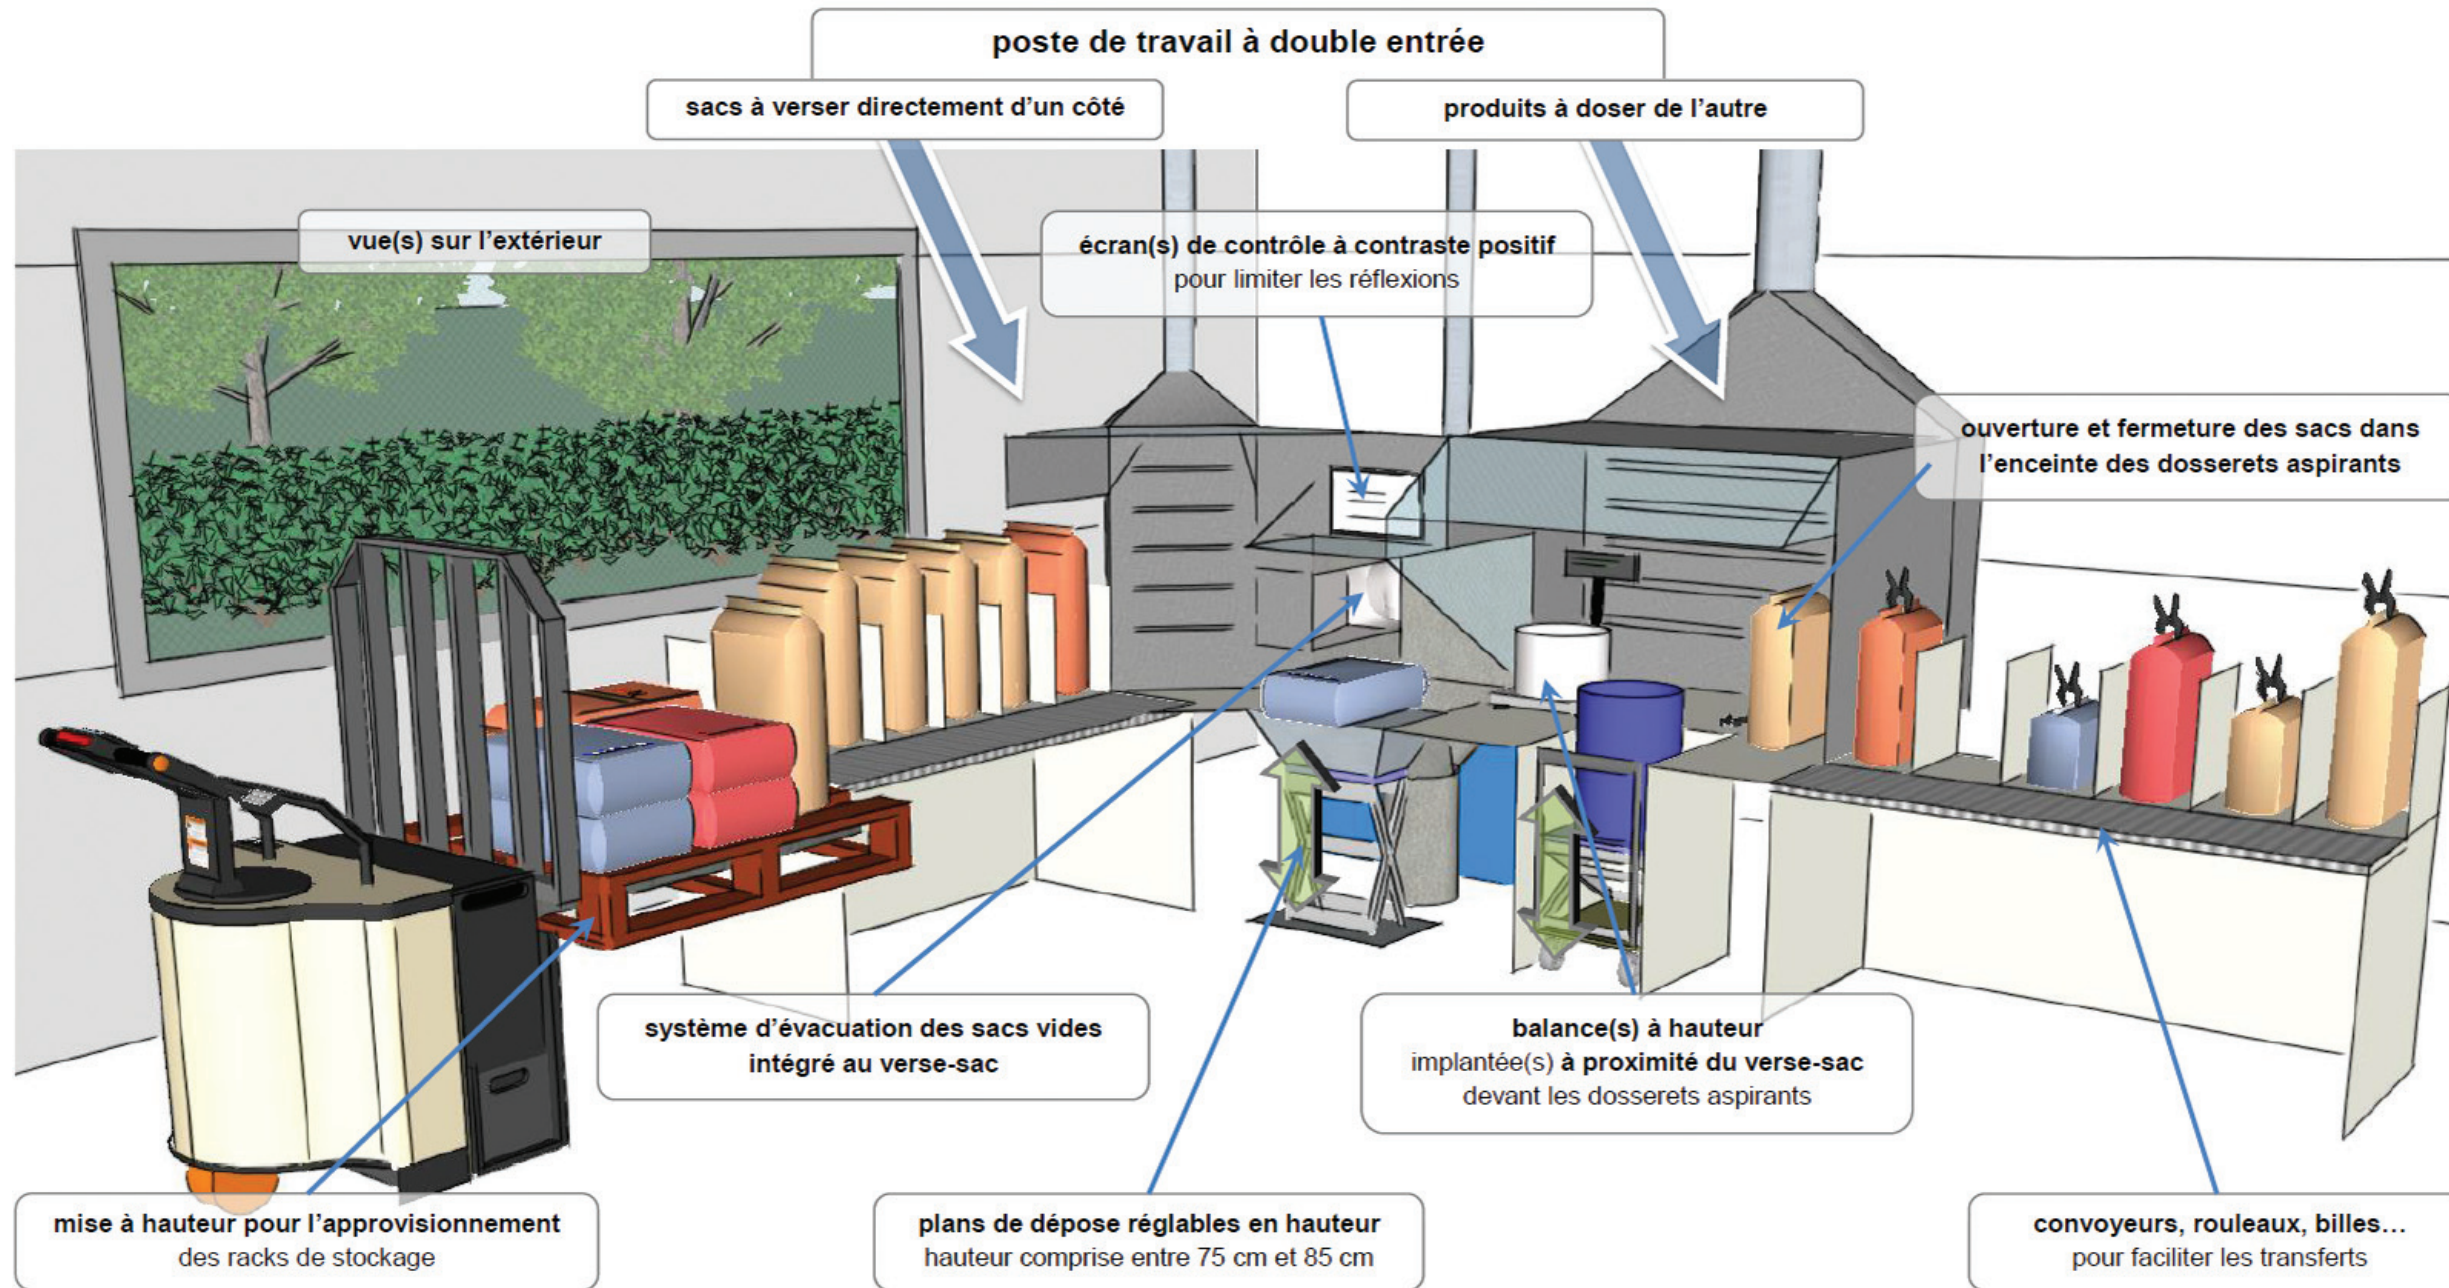 poste de travail à double entrée
sacs à verser directement d'un côté
produits à doser de l'autre
vue(s) sur l'extérieur
écran(s) de contrôle à contraste positif
pour limiter les réflexions
ouverture et fermeture des sacs dans
l'enceinte des dosserets aspirants
système d'évacuation des sacs vides
intégré au verse-sac
balance(s) à hauteur
implantée(s) à proximité du verse-sac
devant les dosserets aspirants
mise à hauteur pour l'approvisionnement
des racks de stockage
plans de dépose réglables en hauteur
hauteur comprise entre 75 cm et 85 cm
convoyeurs, rouleaux, billes…
pour faciliter les transferts